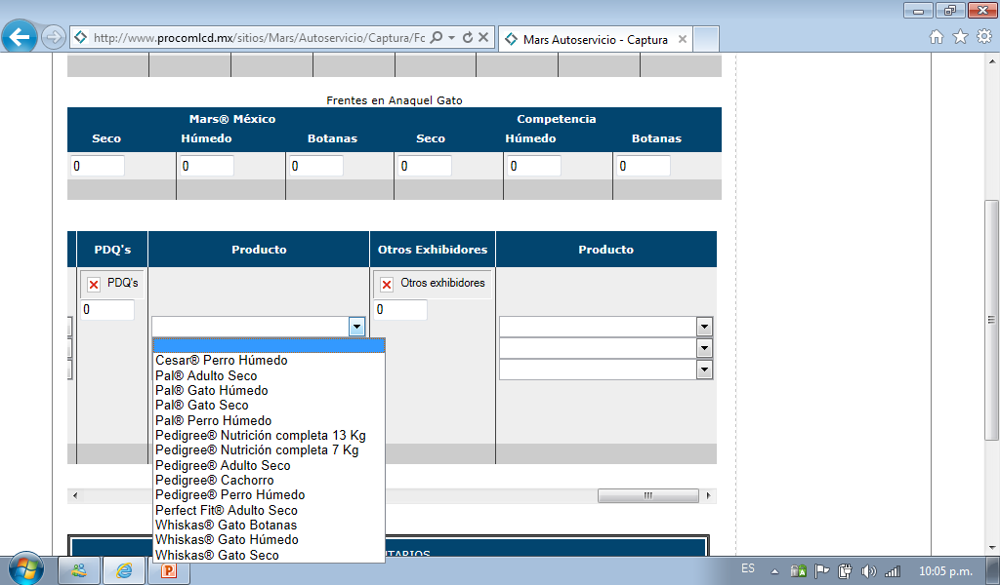 http://www.procomlcd.mx/sitios/Mars/Autoservicio/Captura/Fo
Mars Autoservicio - Captura
Frentes en Anaquel Gato
Mars® México
Competencia
Seco
Húmedo
Botanas
Seco
Húmedo
Botanas
0
0
0
0
0
0
PDQ's
Producto
Otros Exhibidores
Producto
PDQ's
Otros exhibidores
0
0
Cesar® Perro Húmedo
Pal® Adulto Seco
Pal® Gato Húmedo
Pal® Gato Seco
Pal® Perro Húmedo
Pedigree® Nutrición completa 13 Kg
Pedigree® Nutrición completa 7 Kg
Pedigree® Adulto Seco
Pedigree® Cachorro
Pedigree® Perro Húmedo
Perfect Fit® Adulto Seco
Whiskas® Gato Botanas
Whiskas® Gato Húmedo
Whiskas® Gato Seco
ES
10:05 p.m.